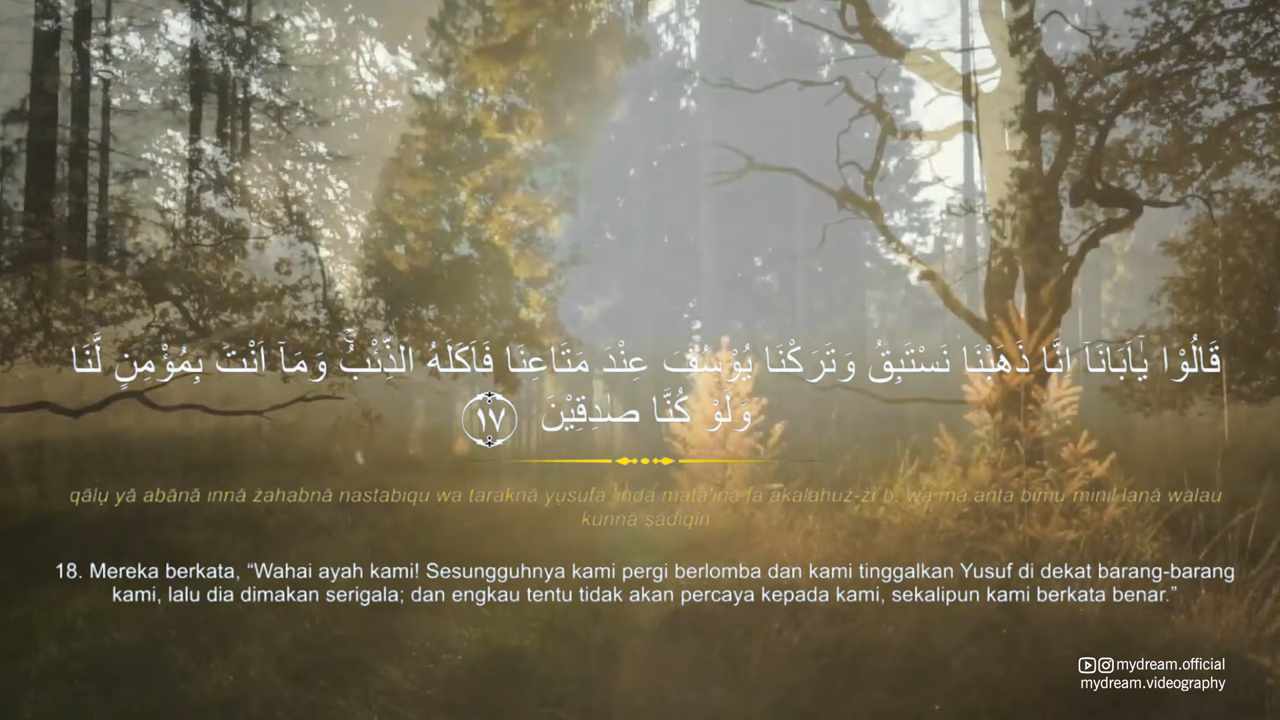 قَالُوْا يٰٓاَبَانَآ اِنَّا ذَهَبْنَا نَسْتَبِقُ وَتَرَكْنَا يُوْسُفَ عِنْدَ مَتَاعِنَا فَاَكَلَهُ الذِّئْبُۚ وَمَآ اَنْتَ بِمُؤْمِنٍ لَّنَا
وَلَوْ كُنَّا صٰدِقِيْنَ ١٧
qālụ yā abānā innā żahabnā nastabiqu wa taraknā yụsufa 'inda matā'inā fa akalahuż-żi`b, wa mā anta bimu`minil lanā walau
kunnā ṣādiqīn
18. Mereka berkata, “Wahai ayah kami! Sesungguhnya kami pergi berlomba dan kami tinggalkan Yusuf di dekat barang-barang
kami, lalu dia dimakan serigala; dan engkau tentu tidak akan percaya kepada kami, sekalipun kami berkata benar.”
mydream.official
mydream.videography